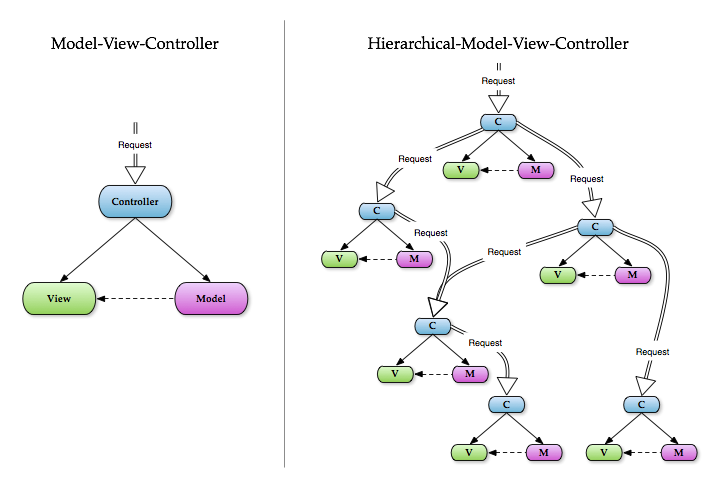 Model-View-Controller
Request
Controller
View
Model
Hierarchical-Model-View-Controller
Request
C
V
M
Request
Request
C
V
M
Request
C
V
M
Request
C
V
M
Request
C
V
M
Request
C
V
M